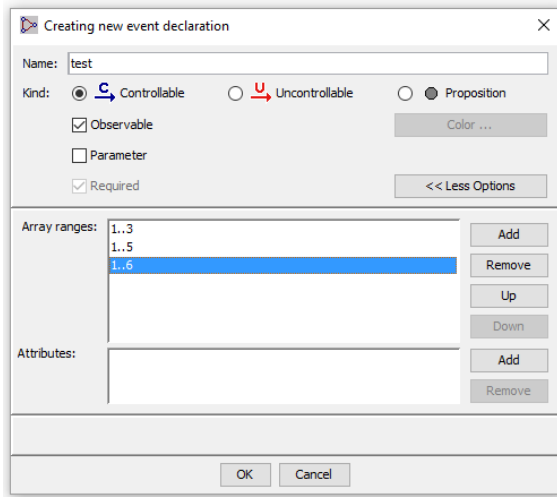 Creating new event declaration
Name: test
Kind: C Controllable U Uncontrollable Proposition
Observable Color ...
Parameter
Required << Less Options
Array ranges: 1..3 Add
1..5
1..6 Remove
Up
Down
Attributes: Add
Remove
OK Cancel